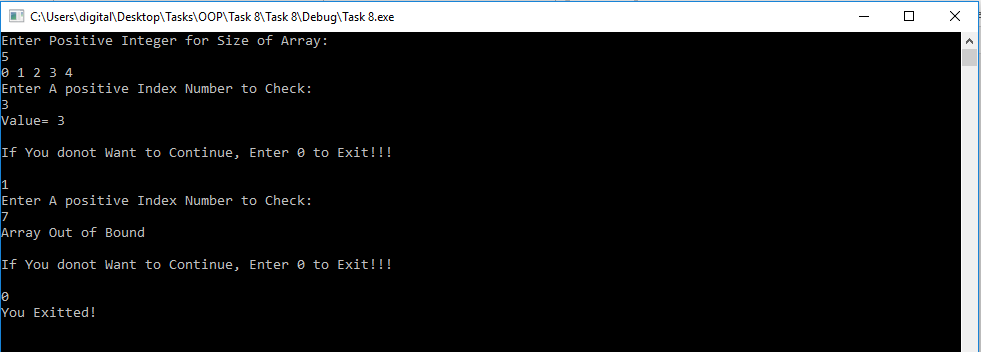 C:\Users\digital\Desktop\Tasks\OOP\Task 8\Task 8\Debug\Task 8.exe
Enter Positive Integer for Size of Array:
5
0 1 2 3 4
Enter A positive Index Number to Check:
3
Value= 3
If You donot Want to Continue, Enter 0 to Exit!!!
1
Enter A positive Index Number to Check:
7
Array Out of Bound
If You donot Want to Continue, Enter 0 to Exit!!!
0
You Exitted!